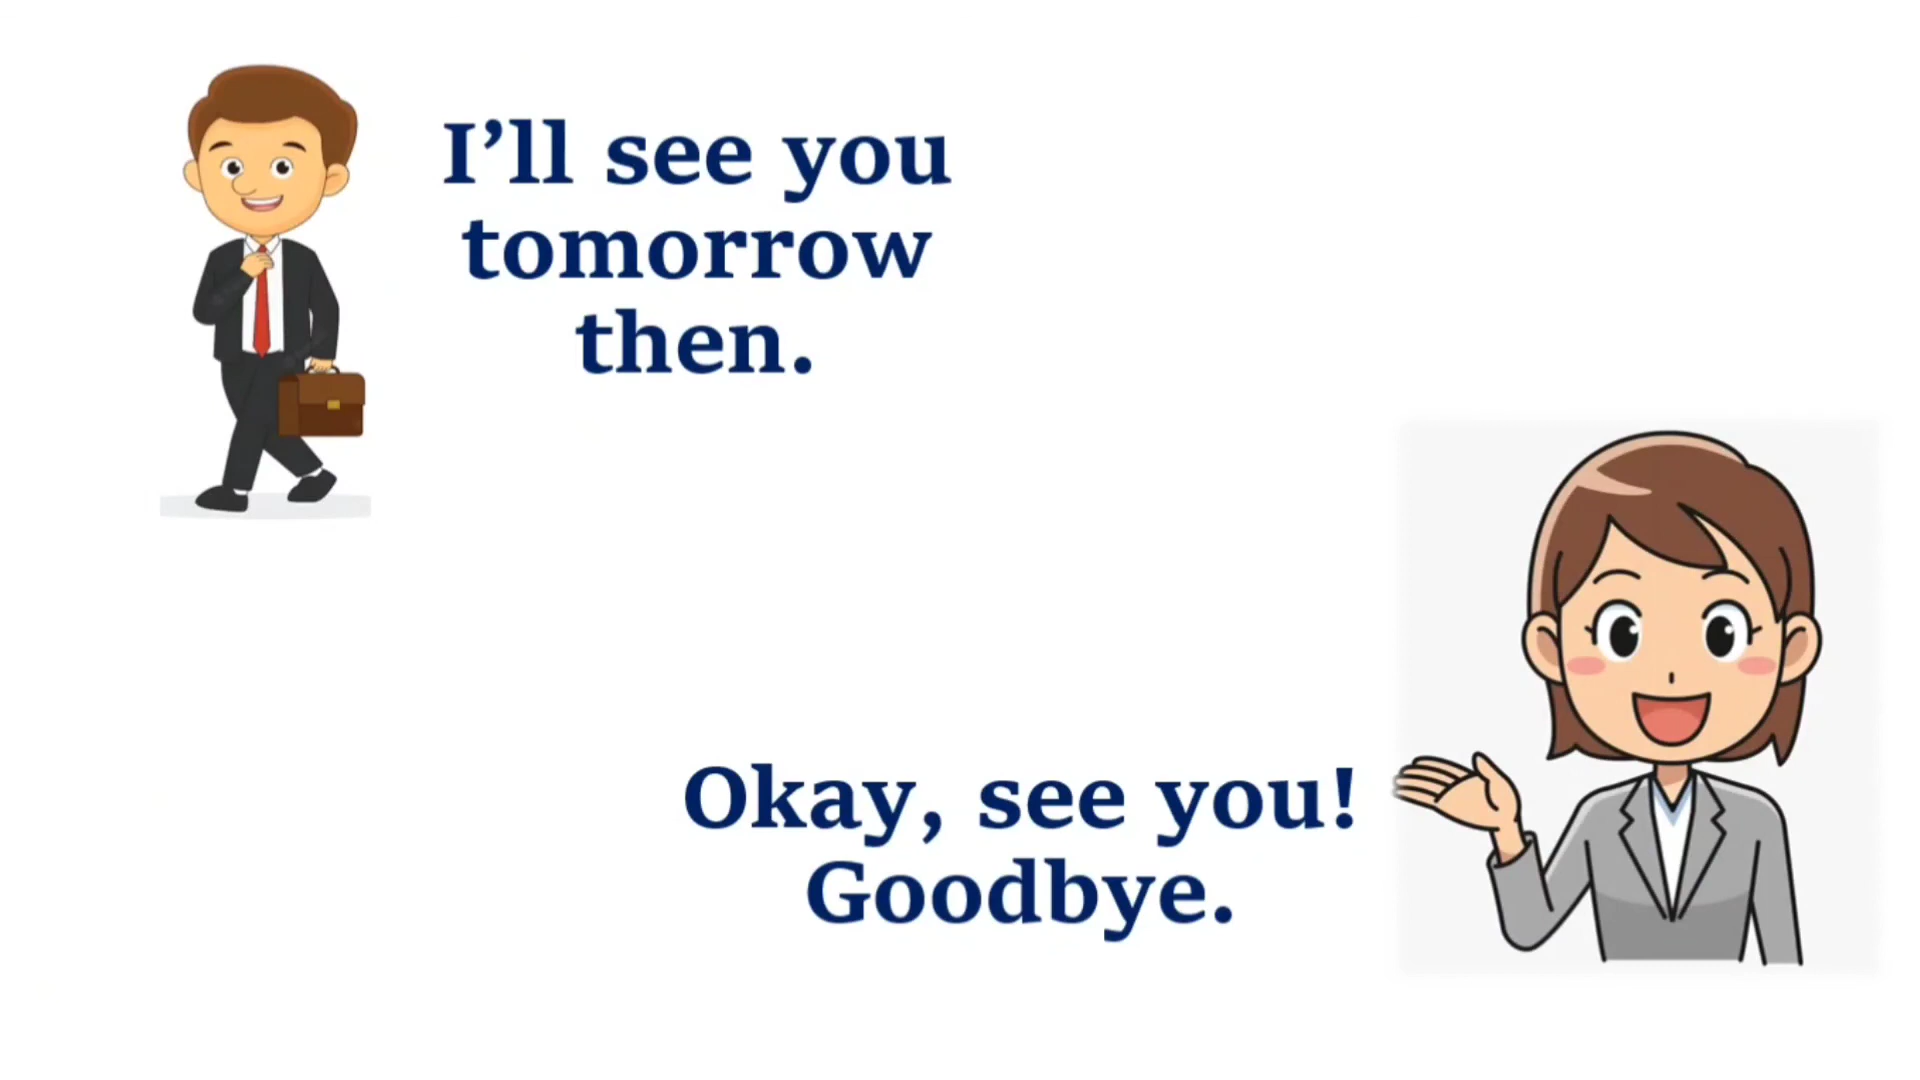 I’ll see you
tomorrow
then.
Okay, see you!
Goodbye.